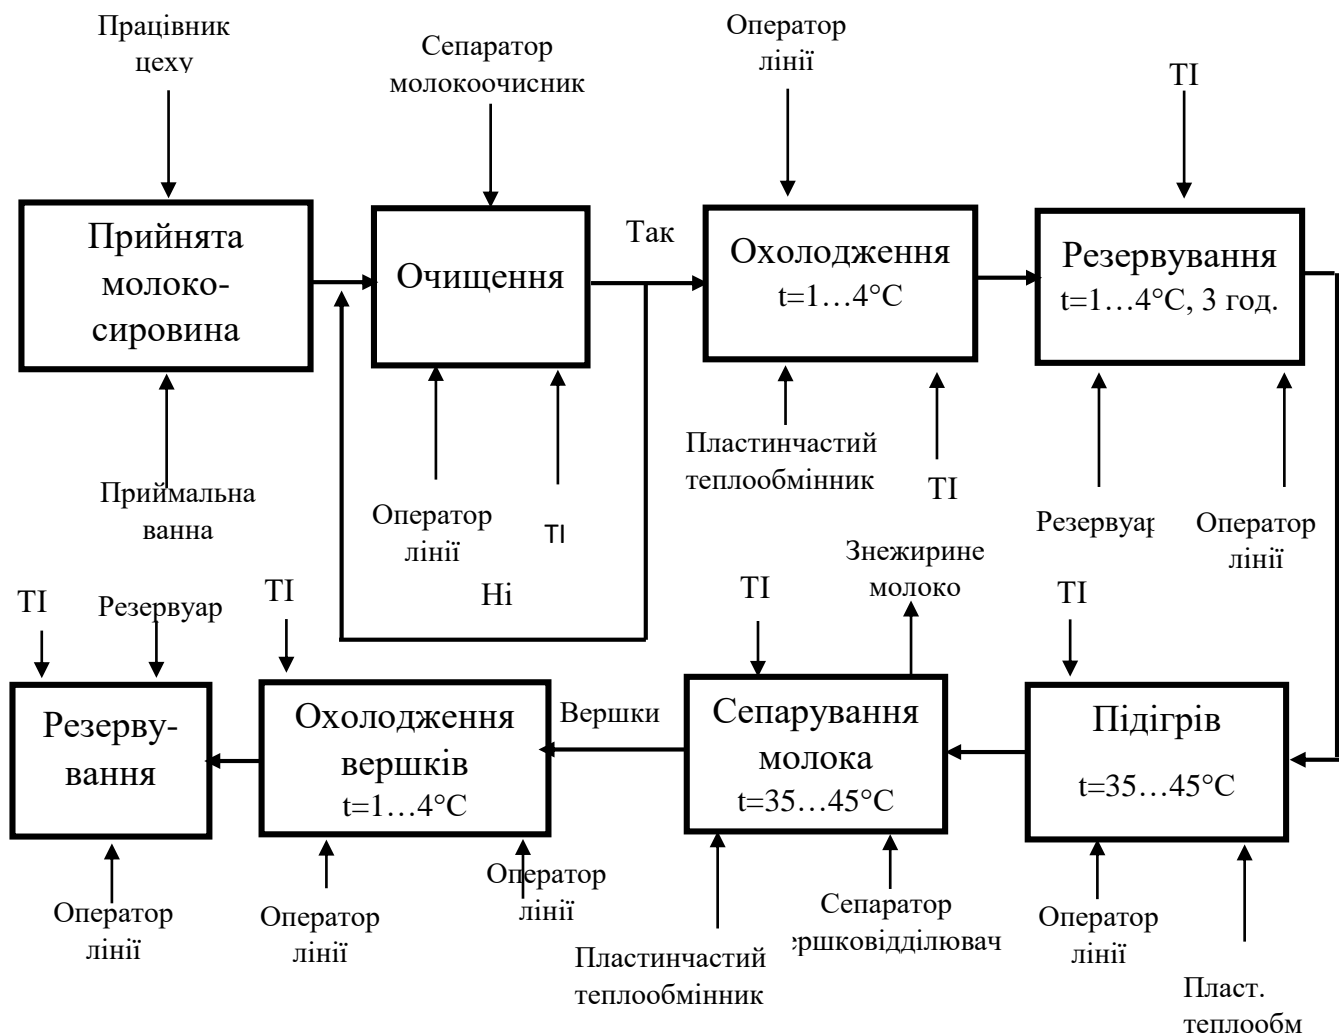 Працівник
цеху
Сепаратор
молокоочисник
Оператор
лінії
ТІ
Прийнята
молоко-
сировина
Очищення
Так
Охолодження
t=1…4°С
Резервування
t=1…4°С, 3 год.
Приймальна
ванна
Оператор
лінії
ТІ
Пластинчастий
теплообмінник
ТІ
Резервуар
Оператор
лінії
Ні
ТІ
Резервуар
ТІ
ТІ
Знежирине
молоко
ТІ
Резерву-
вання
Охолодження
вершків
t=1…4°С
Вершки
Сепарування
молока
t=35…45°С
Підігрів
t=35…45°С
Оператор
лінії
Оператор
лінії
Оператор
лінії
Пластинчастий
теплообмінник
Сепаратор
ршковідділювач
Оператор
лінії
Пласт.
теплообм